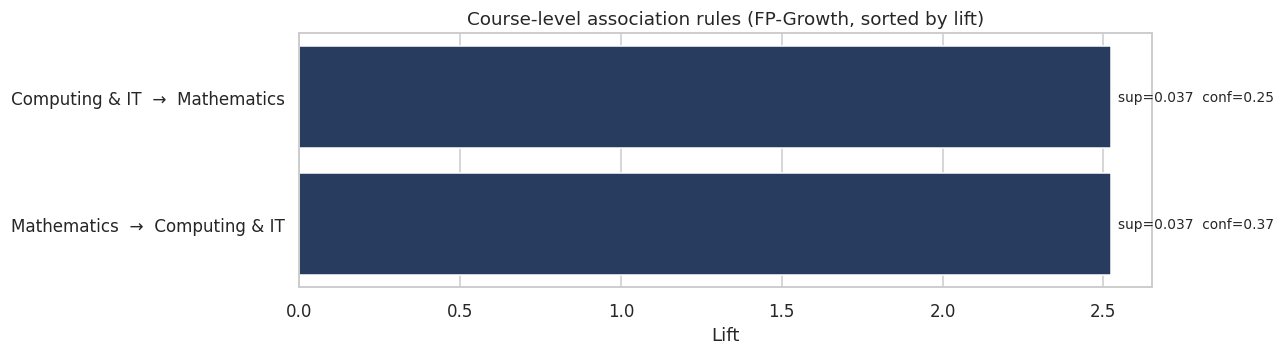 Course-level association rules (FP-Growth, sorted by lift)
Computing & IT → Mathematics
sup=0.037 conf=0.25
Mathematics → Computing & IT
sup=0.037 conf=0.37
0.0 0.5 1.0 1.5 2.0 2.5
Lift